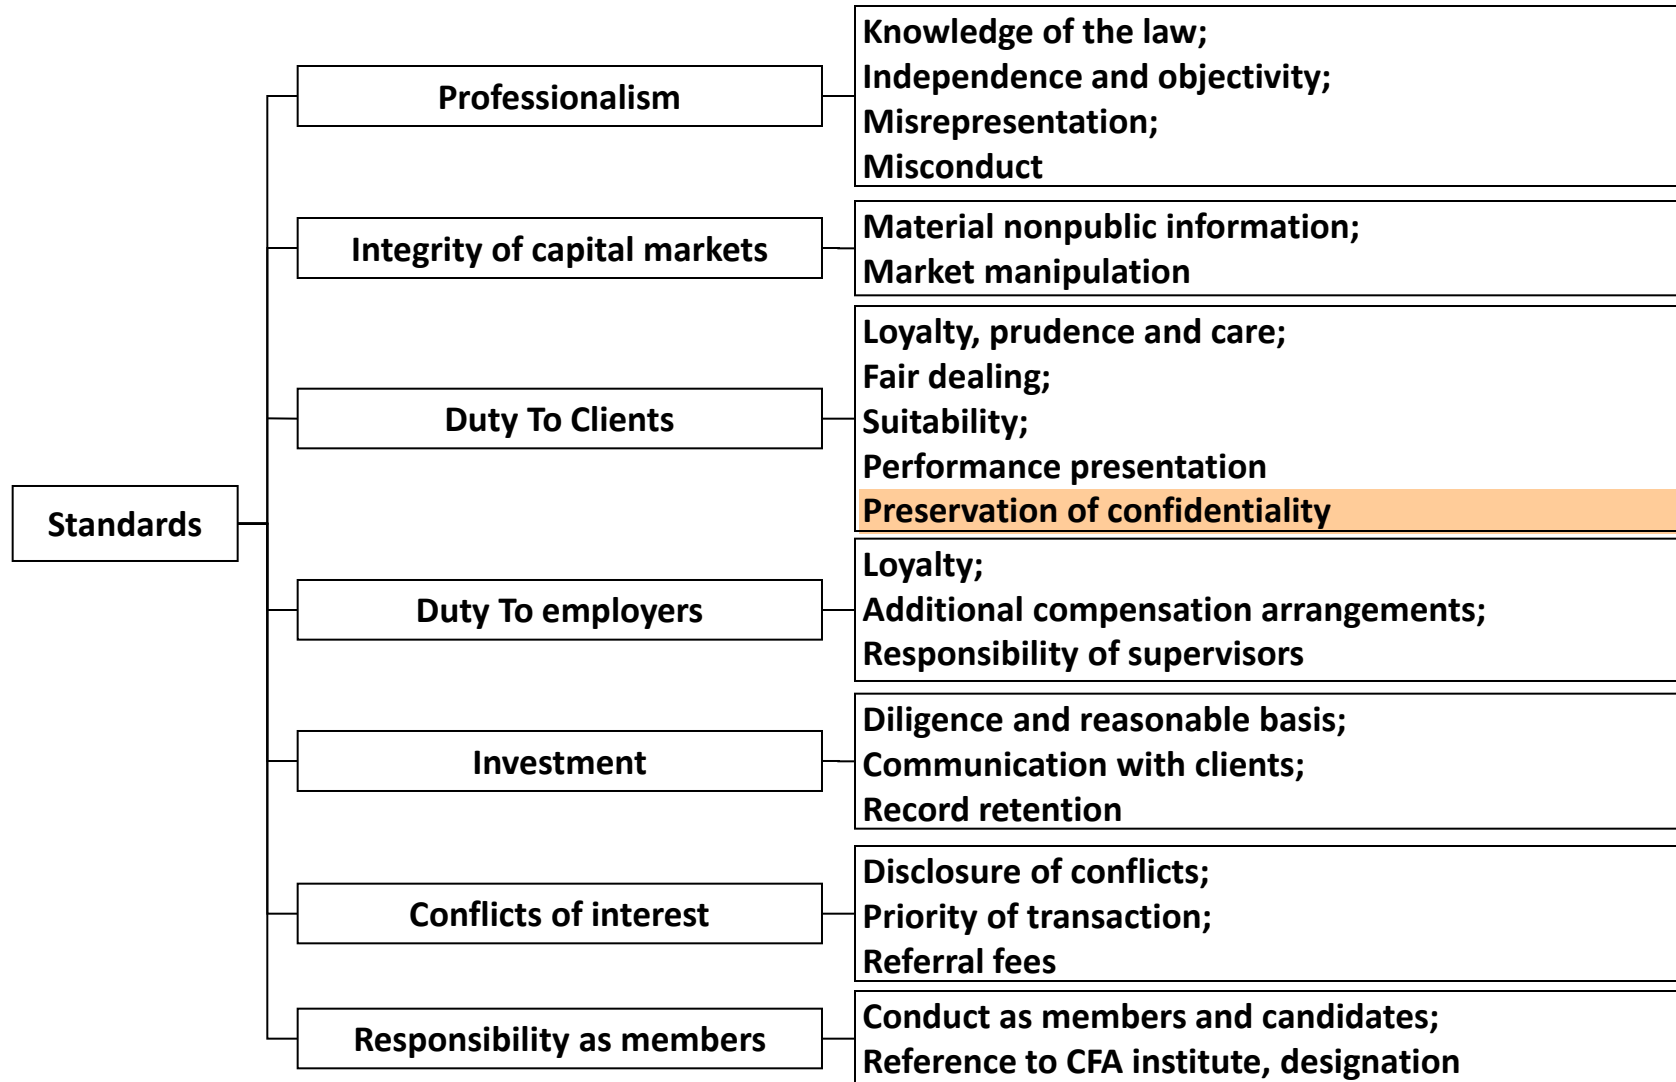 Standards
Professionalism
Knowledge of the law;
Independence and objectivity;
Misrepresentation;
Misconduct
Integrity of capital markets
Material nonpublic information;
Market manipulation
Duty To Clients
Loyalty, prudence and care;
Fair dealing;
Suitability;
Performance presentation
Preservation of confidentiality
Duty To employers
Loyalty;
Additional compensation arrangements;
Responsibility of supervisors
Investment
Diligence and reasonable basis;
Communication with clients;
Record retention
Conflicts of interest
Disclosure of conflicts;
Priority of transaction;
Referral fees
Responsibility as members
Conduct as members and candidates;
Reference to CFA institute, designation